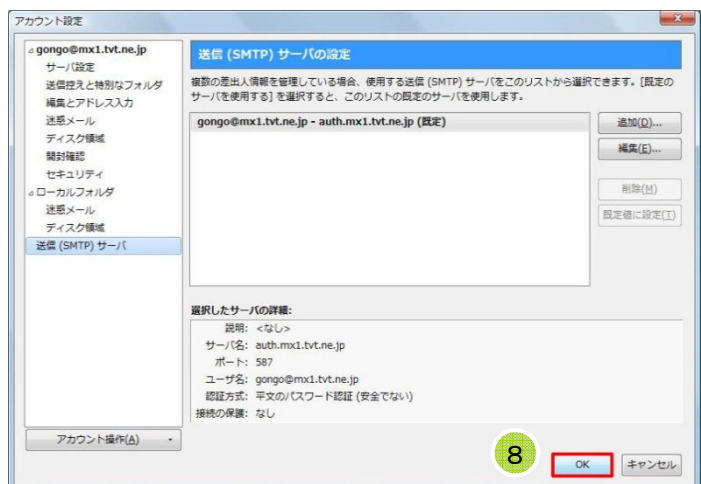 アカウント設定
gongo@mx1.tvt.ne.jp
サーバ設定
送信控えと特別なフォルダ
編集とアドレス入力
迷惑メール
ディスク領域
開封確認
セキュリティ
ローカルフォルダ
迷惑メール
ディスク領域
送信 (SMTP) サーバ
アカウント操作(A)
送信 (SMTP) サーバの設定
複数の差出人情報を管理している場合、使用する送信 (SMTP) サーバをこのリストから選択できます。[既定の
サーバを使用する] を選択すると、このリストの既定のサーバを使用します。
gongo@mx1.tvt.ne.jp - auth.mx1.tvt.ne.jp (既定)
追加(D)...
編集(E)...
削除(M)
既定値に設定(T)
選択したサーバの詳細:
説明: <なし>
サーバ名: auth.mx1.tvt.ne.jp
ポート: 587
ユーザ名: gongo@mx1.tvt.ne.jp
認証方式: 平文のパスワード認証 (安全でない)
接続の保護: なし
8
OK
キャンセル